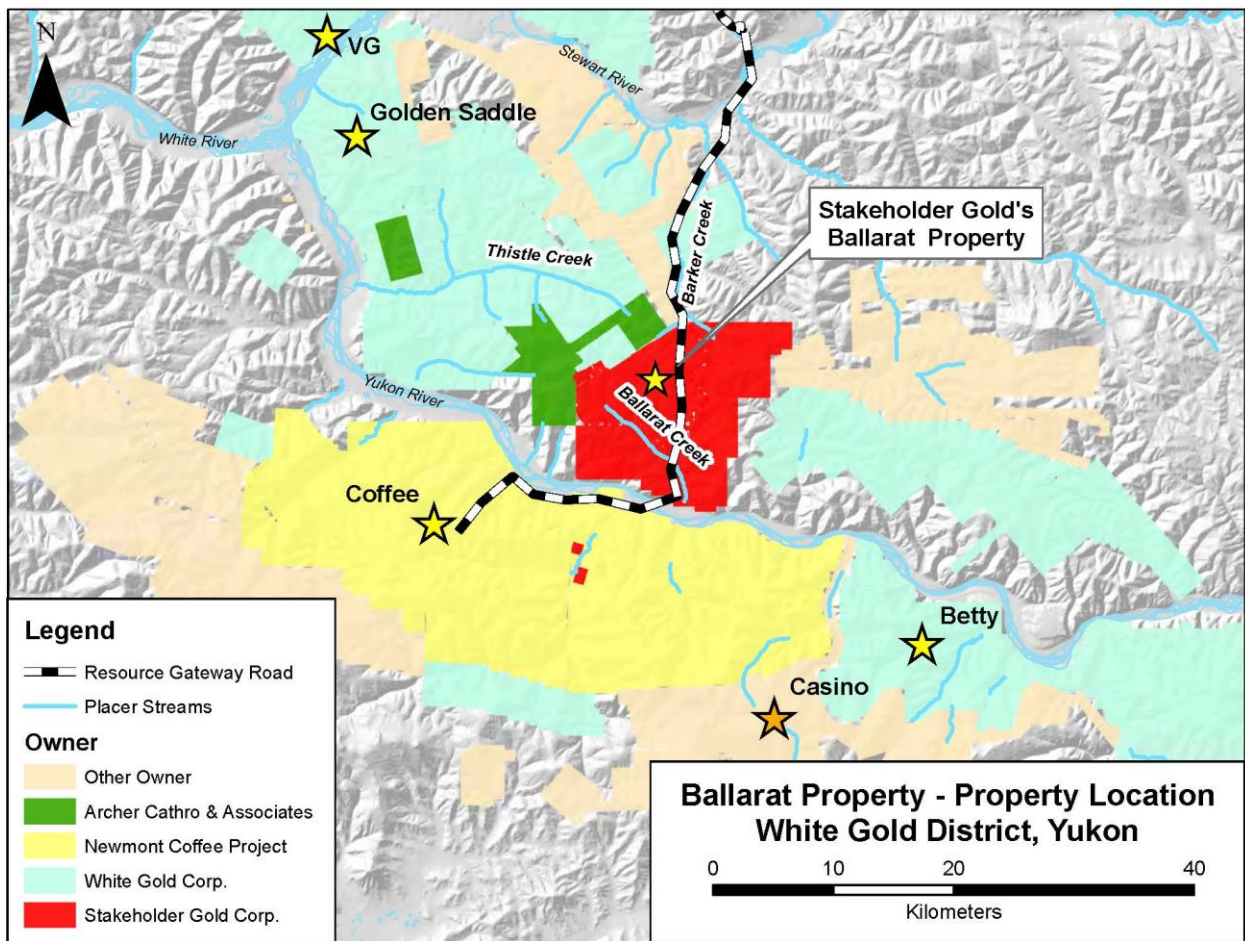 N
VG
Golden Saddle
Stewart River
White River
Stakeholder Gold's
Ballarat Property
Barker Creek
Thistle Creek
Yukon River
Ballarat Creek
Coffee
Betty
Casino
Legend
Resource Gateway Road
Placer Streams
Owner
Other Owner
Archer Cathro & Associates
Newmont Coffee Project
White Gold Corp.
Stakeholder Gold Corp.
Ballarat Property - Property Location
White Gold District, Yukon
0 10 20 40
Kilometers